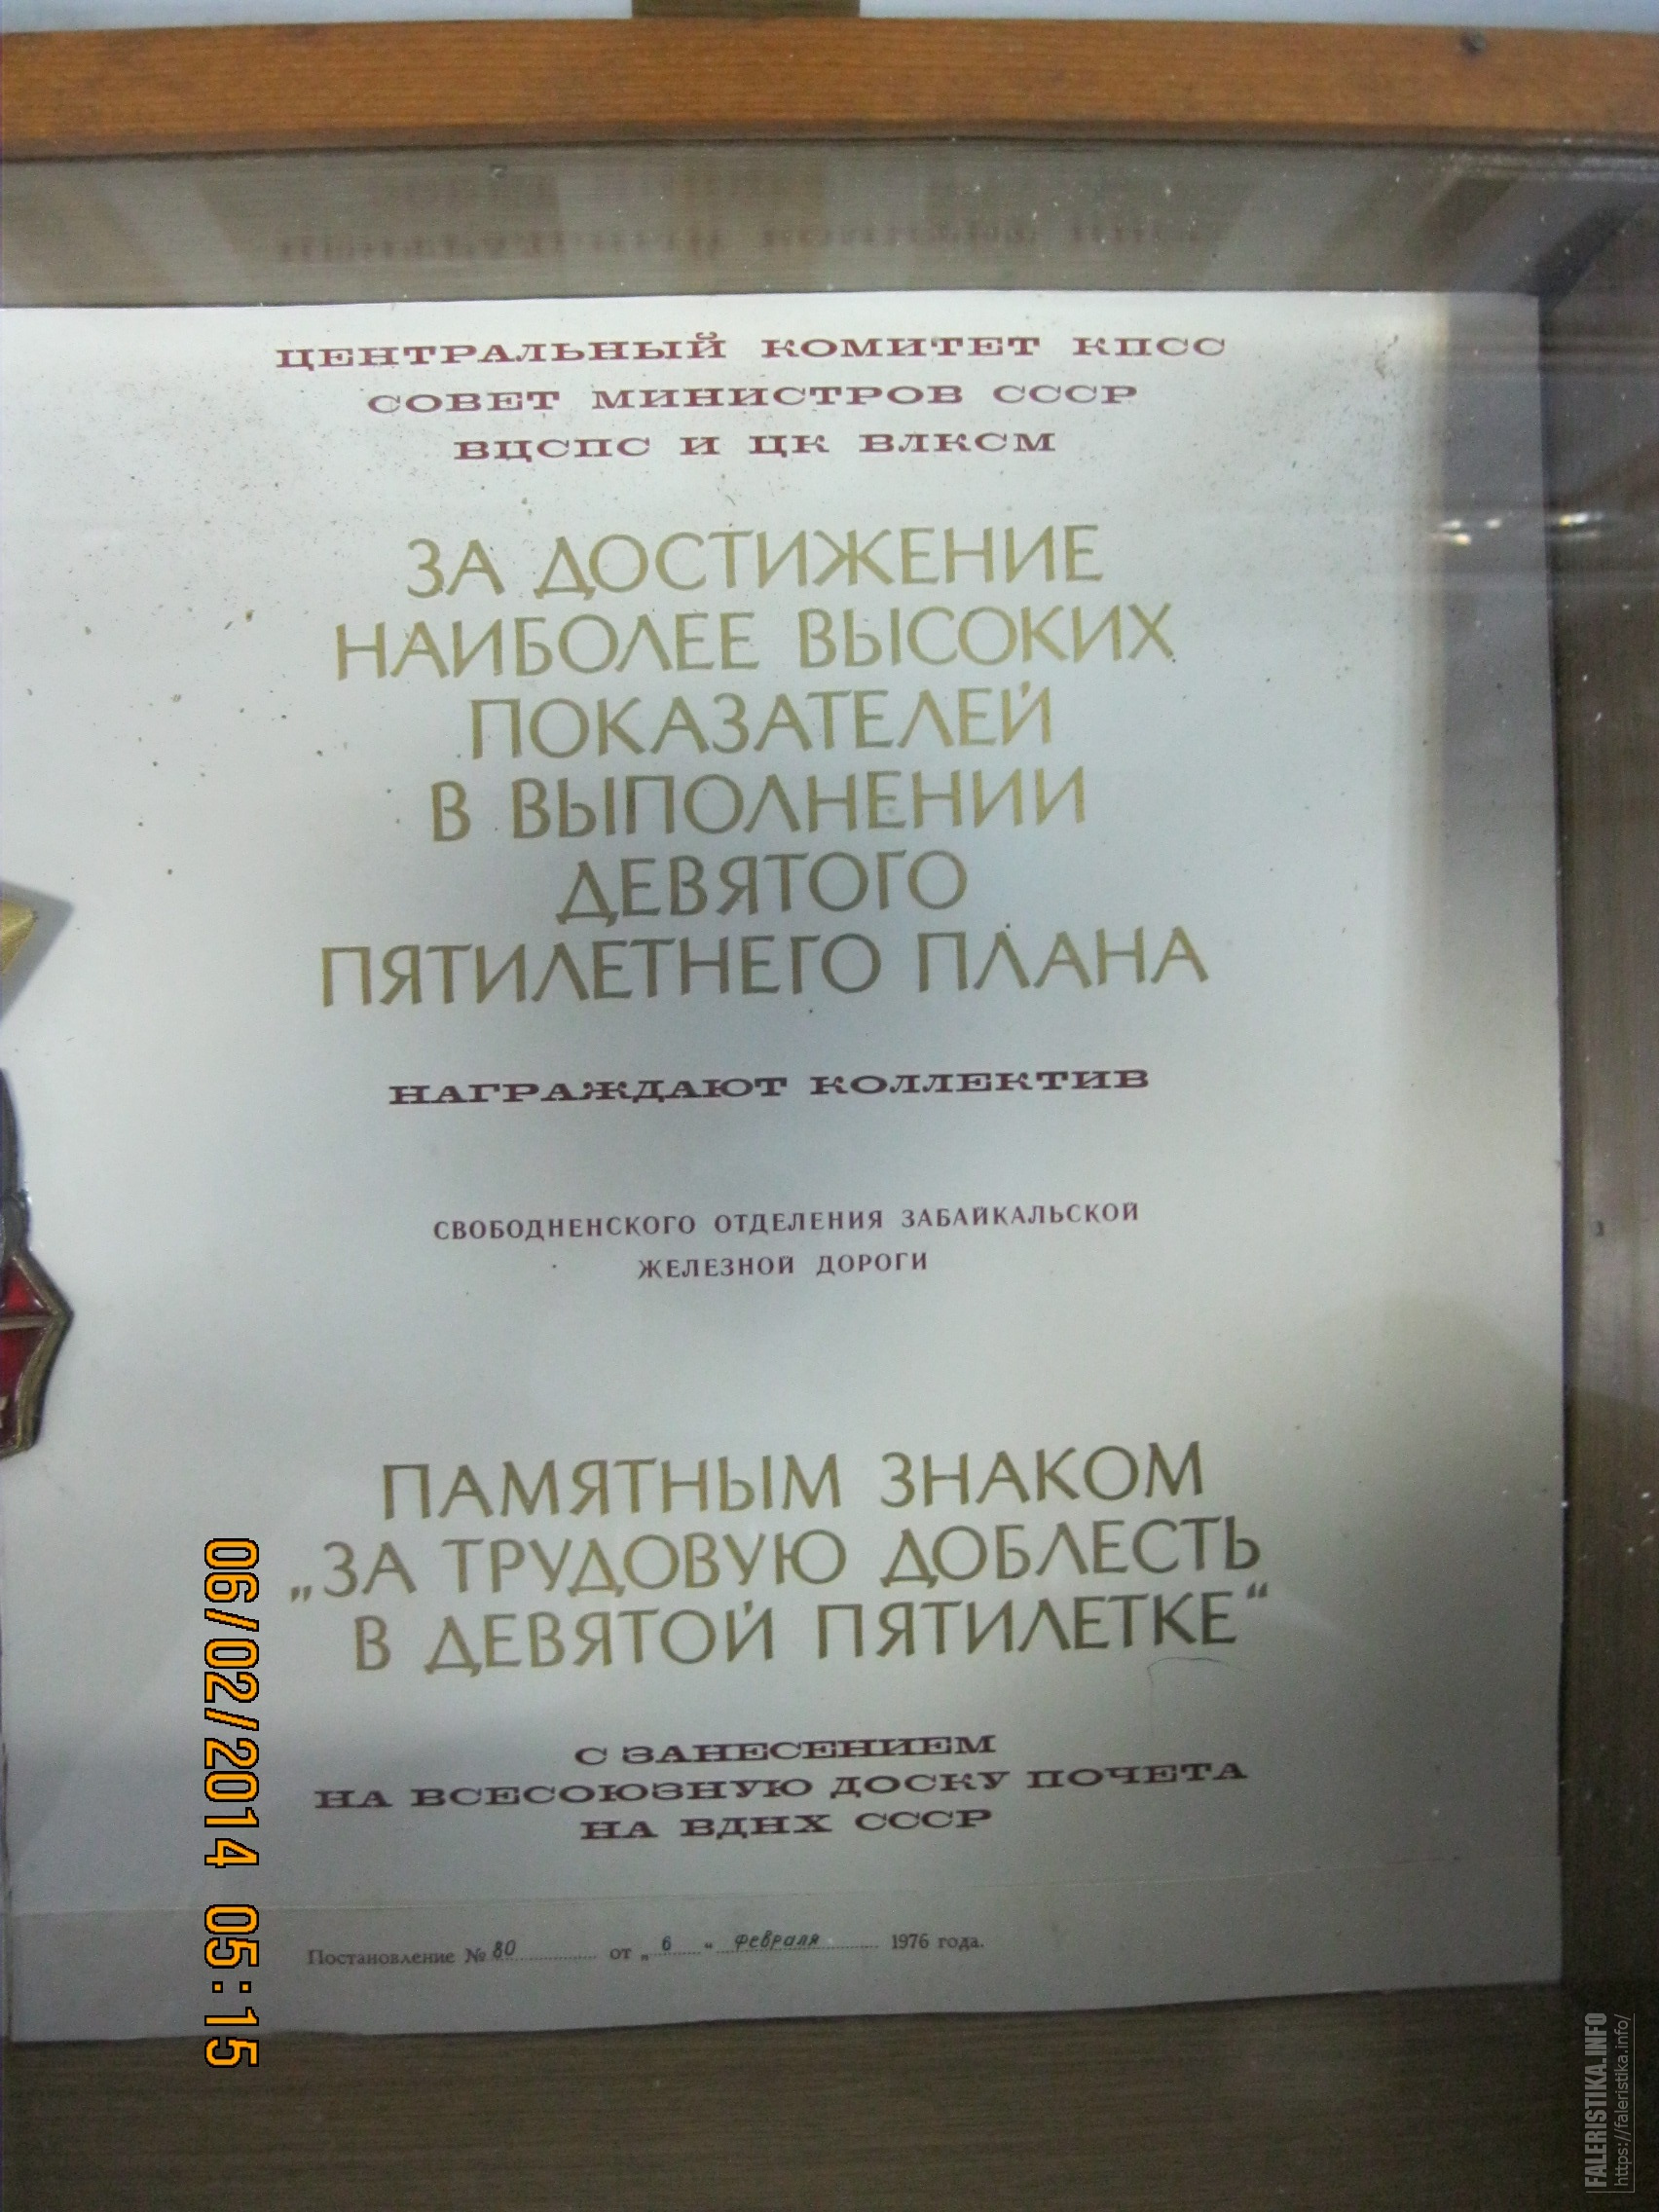 ЦЕНТРАЛЬНЫЙ КОМИТЕТ КПСС
СОВЕТ МИНИСТРОВ СССР
ВЦСПС И ЦК ВЛКСМ
ЗА ДОСТИЖЕНИЕ
НАИБОЛЕЕ ВЫСОКИХ
ПОКАЗАТЕЛЕЙ
В ВЫПОЛНЕНИИ
ДЕВЯТОГО
ПЯТИЛЕТНЕГО ПЛАНА
НАГРАЖДАЮТ КОЛЛЕКТИВ
СВОБОДНЕНСКОГО ОТДЕЛЕНИЯ ЗАБАЙКАЛЬСКОЙ
ЖЕЛЕЗНОЙ ДОРОГИ
ПАМЯТНЫМ ЗНАКОМ
„ЗА ТРУДОВУЮ ДОБЛЕСТЬ
В ДЕВЯТОЙ ПЯТИЛЕТКЕ“
С ЗАНЕСЕНИЕМ
НА ВСЕСОЮЗНУЮ ДОСКУ ПОЧЕТА
НА ВДНХ СССР
Постановление № 80 от „ 6 “ февраля 1976 года.
06/02/2014 05:15
FALERISTIKA.INFO
https://faleristika.info/